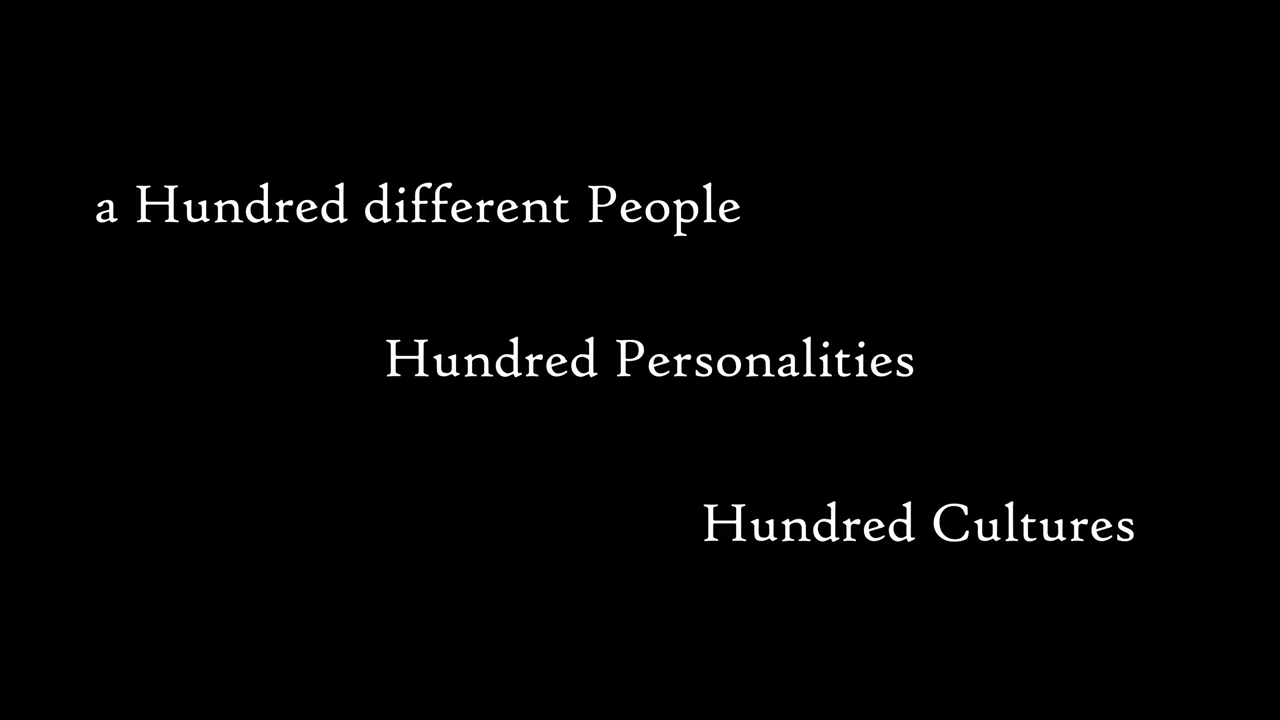 a Hundred different People
Hundred Personalities
Hundred Cultures